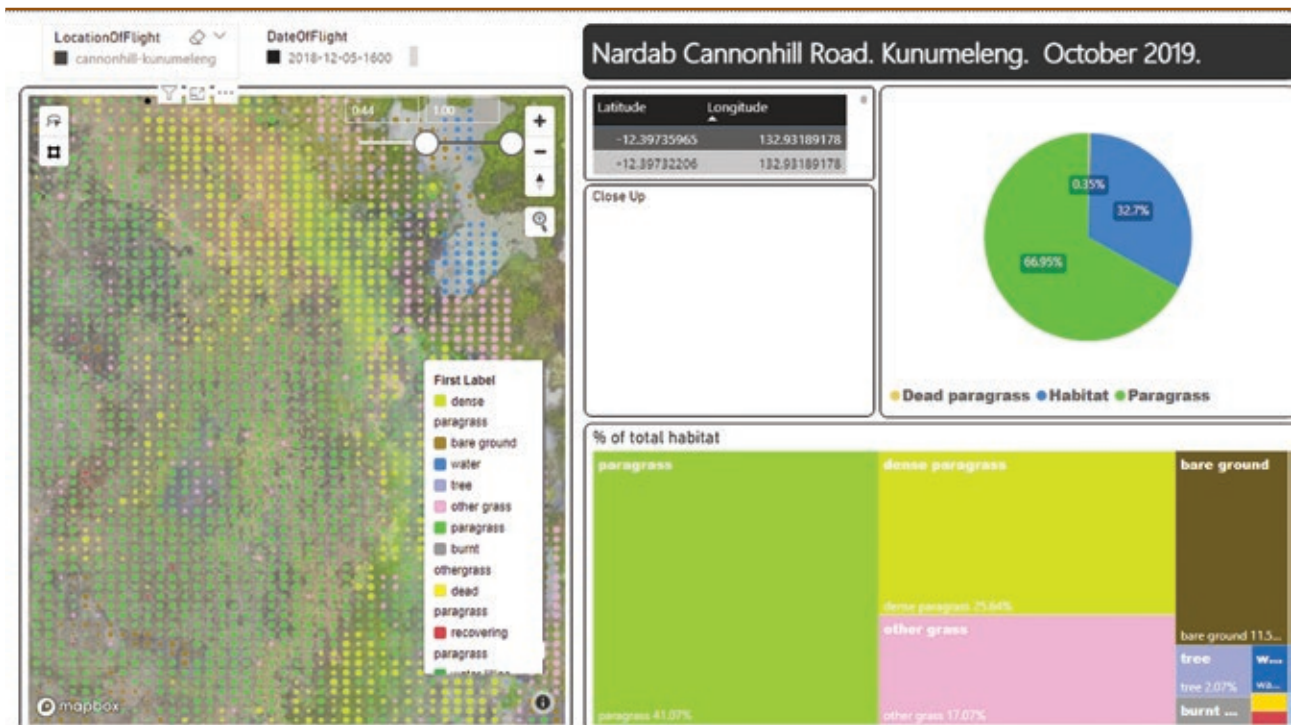 LocationOfFlight
cannonhill-kunumeleng
DateOfFlight
2018-12-05-1600
Nardab Cannonhill Road. Kunumeleng. October 2019.
0.44 1.00
+
−
First Label
dense
paragrass
bare ground
water
tree
other grass
paragrass
burnt
othergrass
dead
paragrass
recovering
paragrass
mapbox
Latitude Longitude
-12.39735965 132.93189178
-12.39732206 132.93189178
Close Up
0.35%
32.7%
66.95%
Dead paragrass Habitat Paragrass
% of total habitat
paragrass
paragrass 41.07%
dense paragrass
dense paragrass 25.64%
other grass
other grass 17.07%
bare ground
bare ground 11.5...
tree
tree 2.07%
w...
wa...
burnt ...